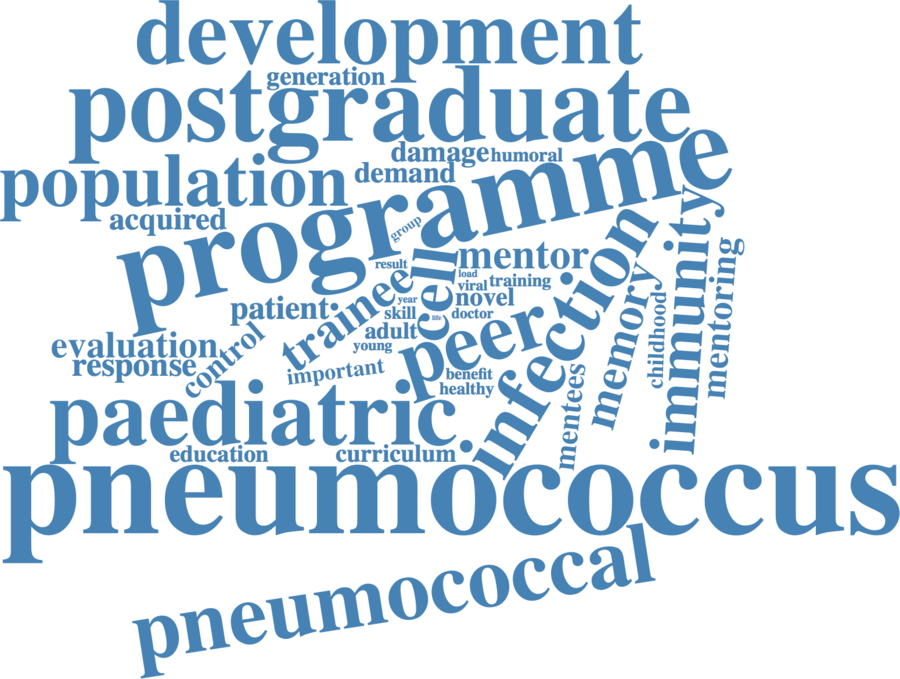 development
generation
postgraduate
damage
humoral
demand
population
programme
acquired
group
mentor
result
cell
load
viral
training
trainee
year
novel
patient
skill
life
doctor
adult
infection
immunity
mentoring
memory
childhood
evaluation
control
young
peer
response
important
benefit
healthy
mentees
paediatric
education
curriculum
pneumococcus
pneumococcal